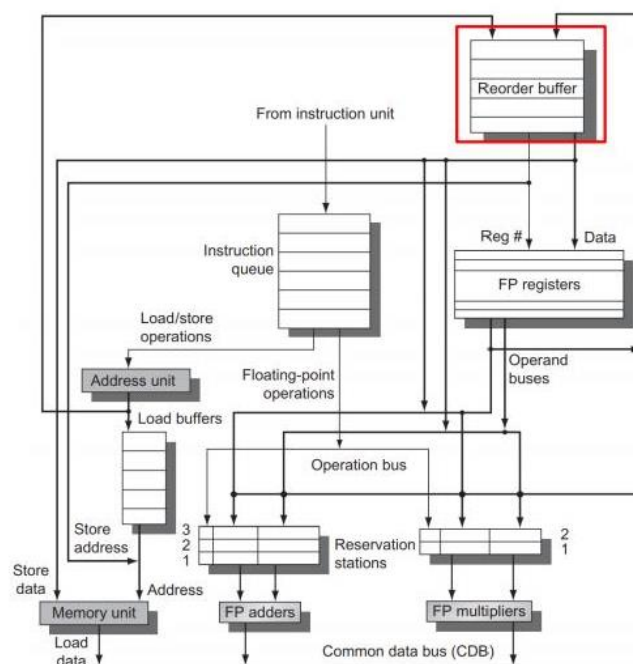 Reorder buffer
From instruction unit
Reg #
Data
Instruction
queue
FP registers
Load/store
operations
Operand
buses
Address unit
Floating-point
operations
Load buffers
Operation bus
Store
address
3
2
1
Reservation
stations
2
1
Store
data
Address
Memory unit
FP adders
FP multipliers
Load
data
Common data bus (CDB)